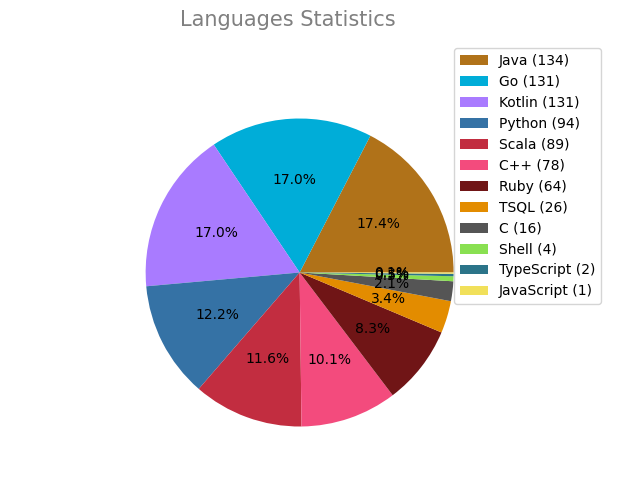 Languages Statistics
Java (134)
Go (131)
Kotlin (131)
Python (94)
Scala (89)
C++ (78)
Ruby (64)
TSQL (26)
C (16)
Shell (4)
TypeScript (2)
JavaScript (1)
17.0%
17.4%
17.0%
12.2%
11.6%
10.1%
8.3%
3.4%
2.1%